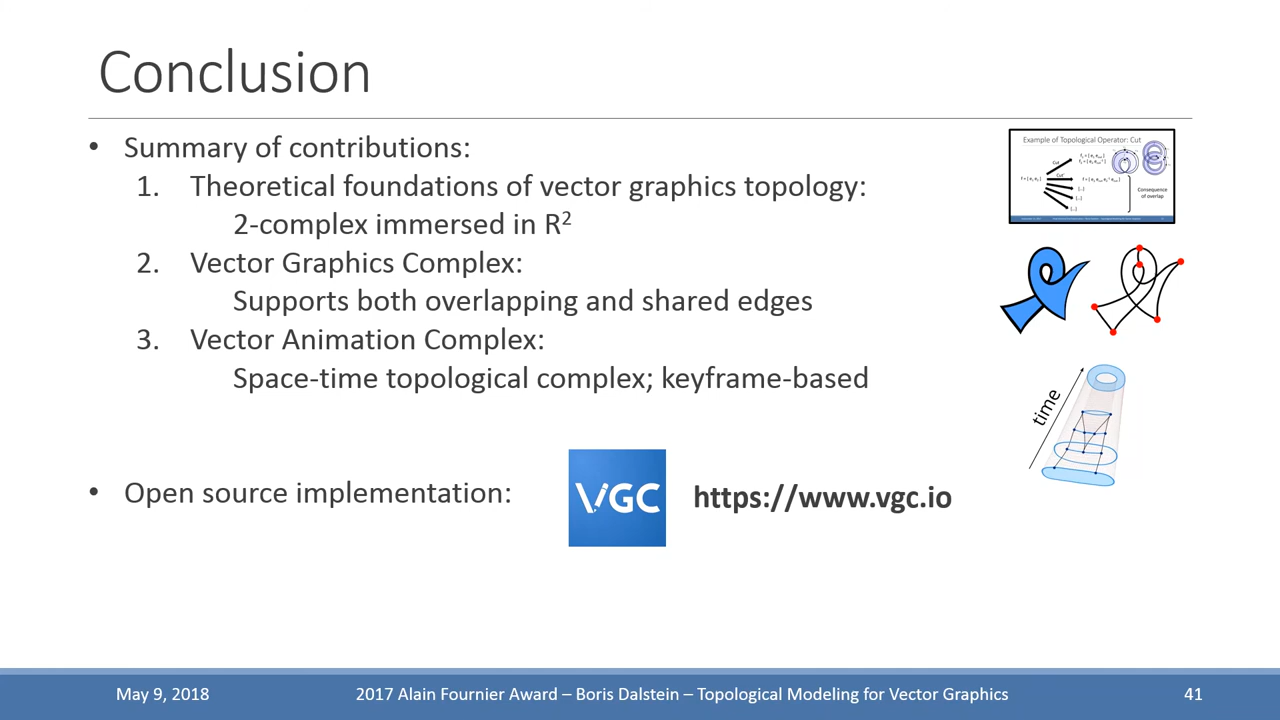 Conclusion
• Summary of contributions:
1. Theoretical foundations of vector graphics topology:
2-complex immersed in R²
2. Vector Graphics Complex:
Supports both overlapping and shared edges
3. Vector Animation Complex:
Space-time topological complex; keyframe-based
• Open source implementation:
VGC
https://www.vgc.io
Example of Topological Operator: Cut
Cut
Cut
[...]
[...]
[...]
Consequence
of overlap
time
May 9, 2018
2017 Alain Fournier Award – Boris Dalstein – Topological Modeling for Vector Graphics
41